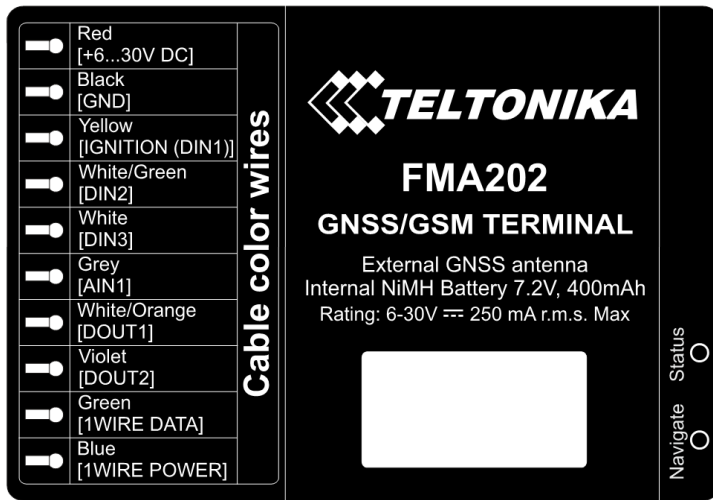 Red
[+6...30V DC]
Black
[GND]
Yellow
[IGNITION (DIN1)]
White/Green
[DIN2]
White
[DIN3]
Grey
[AIN1]
White/Orange
[DOUT1]
Violet
[DOUT2]
Green
[1WIRE DATA]
Blue
[1WIRE POWER]
Cable color wires
TELTONIKA
FMA202
GNSS/GSM TERMINAL
External GNSS antenna
Internal NiMH Battery 7.2V, 400mAh
Rating: 6-30V ⎓ 250 mA r.m.s. Max
Status
Navigate